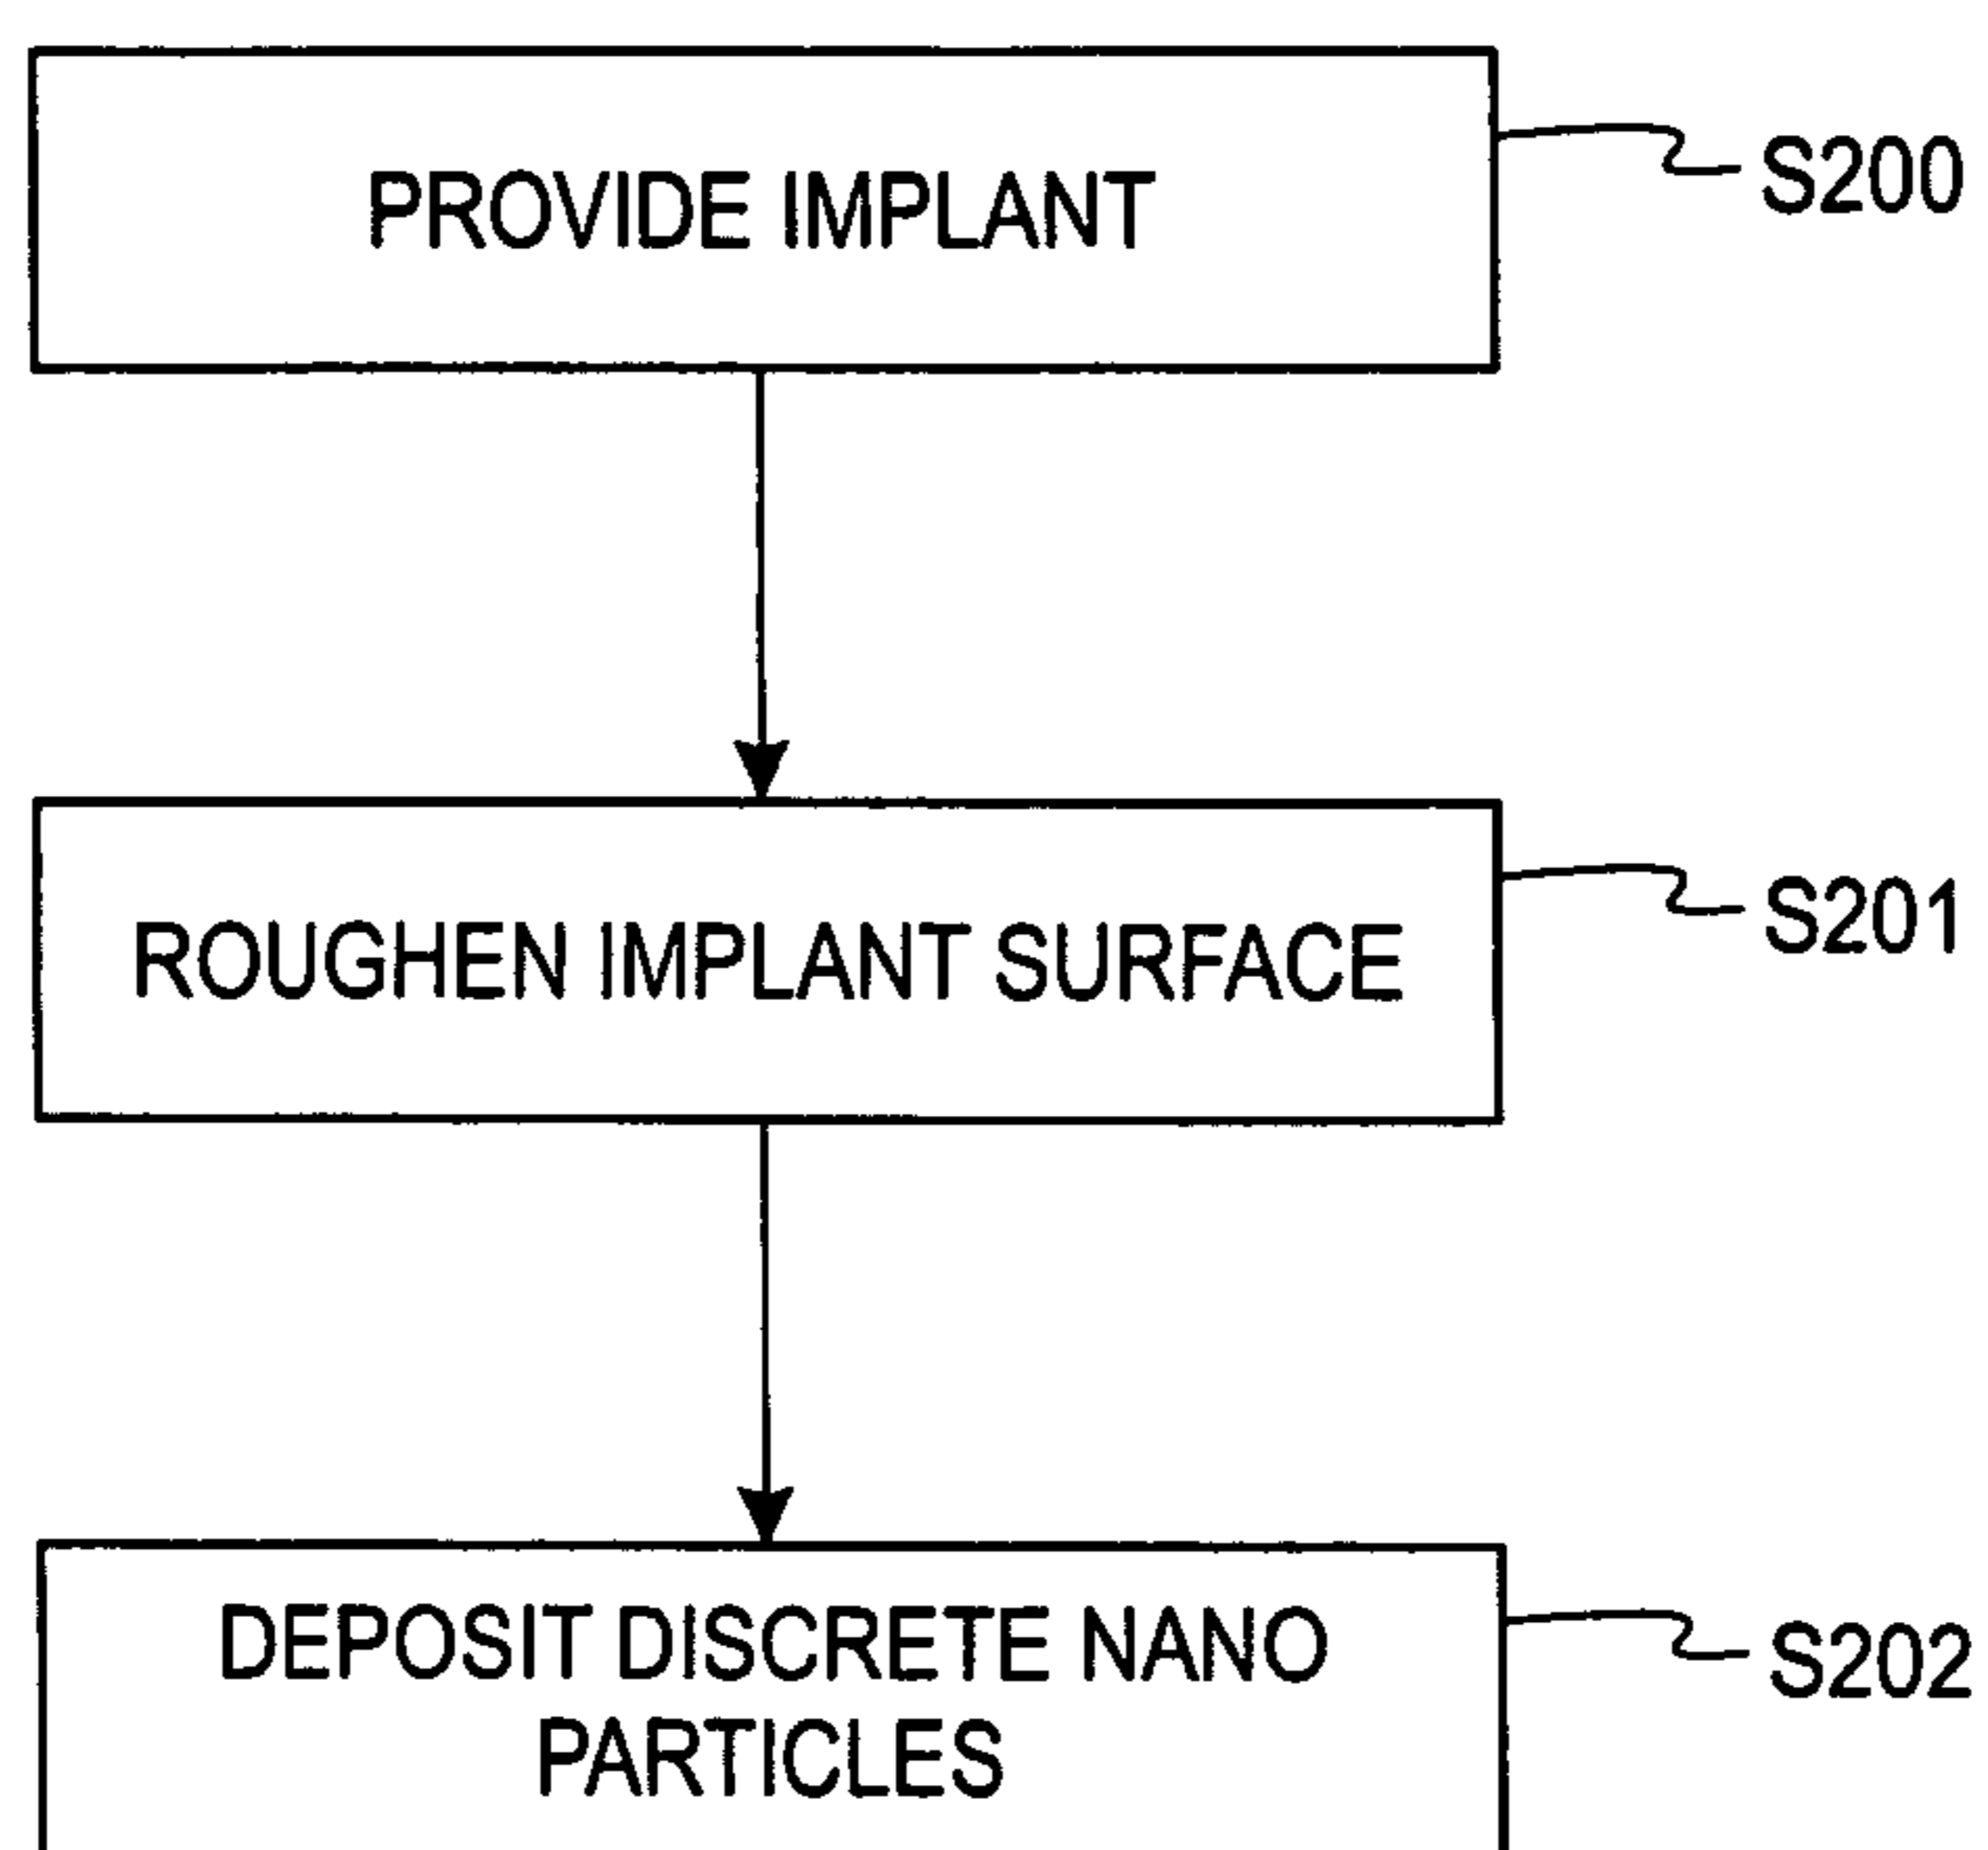 PROVIDE IMPLANT
S200
ROUGHEN IMPLANT SURFACE
S201
DEPOSIT DISCRETE NANO
PARTICLES
S202